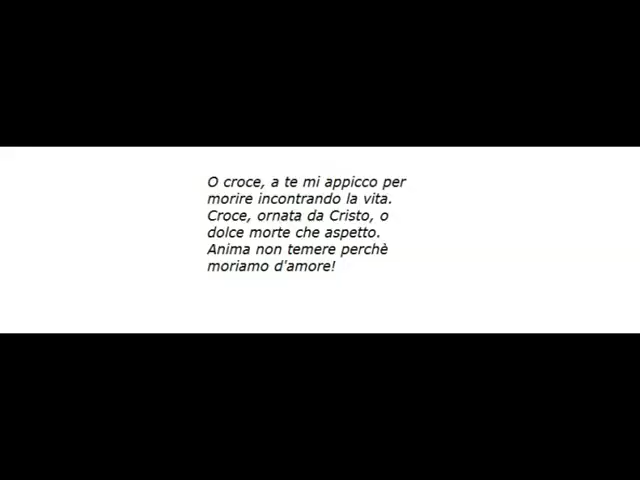 O croce, a te mi appicco per
morire incontrando la vita.
Croce, ornata da Cristo, o
dolce morte che aspetto.
Anima non temere perchè
moriamo d'amore!